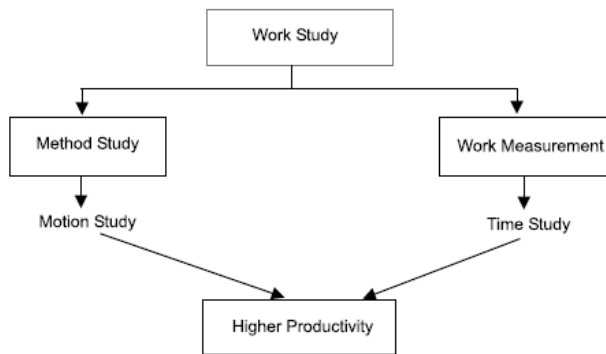 Work Study
Method Study
Work Measurement
Motion Study
Time Study
Higher Productivity